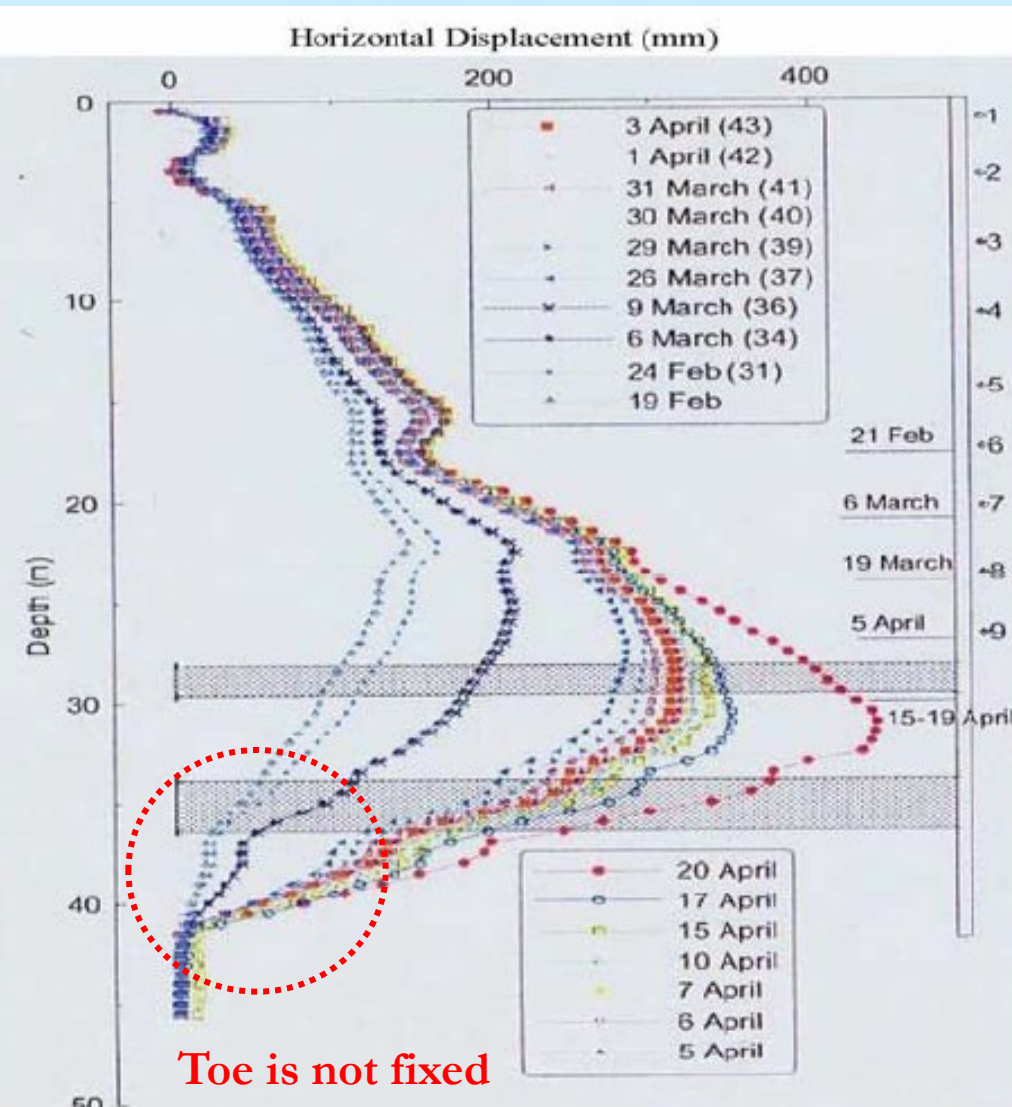 Horizontal Displacement (mm)
0 200 400
0
10
20
30
40
50
Depth (m)
3 April (43)
1 April (42)
31 March (41)
30 March (40)
29 March (39)
26 March (37)
9 March (36)
6 March (34)
24 Feb (31)
19 Feb
1
2
3
4
5
6
7
8
9
21 Feb
6 March
19 March
5 April
15-19 April
20 April
17 April
15 April
10 April
7 April
6 April
5 April
Toe is not fixed